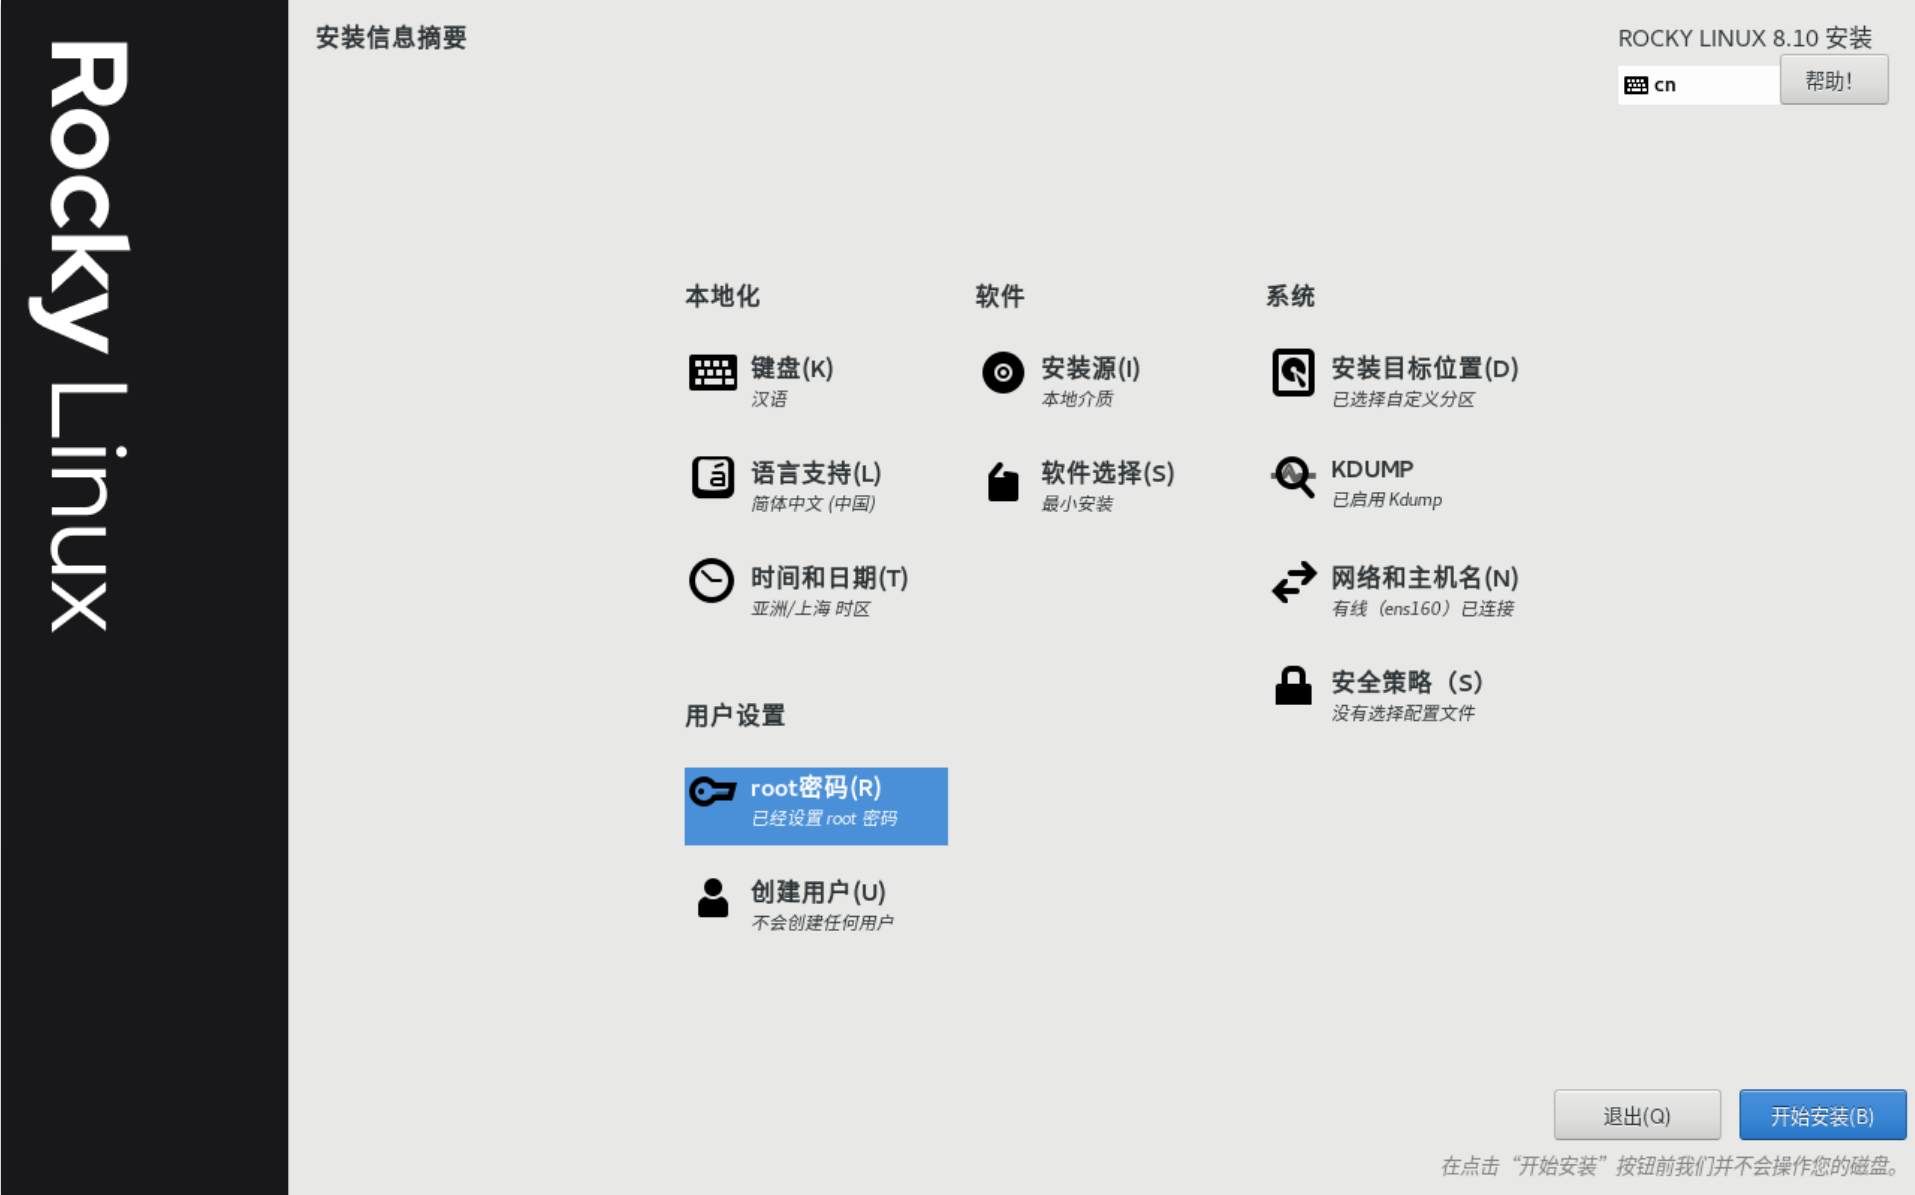 Rocky Linux
安装信息摘要
ROCKY LINUX 8.10 安装
cn
帮助！
本地化
键盘(K)
汉语
语言支持(L)
简体中文 (中国)
时间和日期(T)
亚洲/上海 时区
软件
安装源(I)
本地介质
软件选择(S)
最小安装
系统
安装目标位置(D)
已选择自定义分区
KDUMP
已启用 Kdump
网络和主机名(N)
有线（ens160）已连接
安全策略（S）
没有选择配置文件
用户设置
root密码(R)
已经设置 root 密码
创建用户(U)
不会创建任何用户
退出(Q)
开始安装(B)
在点击“开始安装”按钮前我们并不会操作您的磁盘。